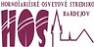 HORNOŠARIŠSKÉ OSVETOVÉ STREDISKO
BARDEJOV
HOS